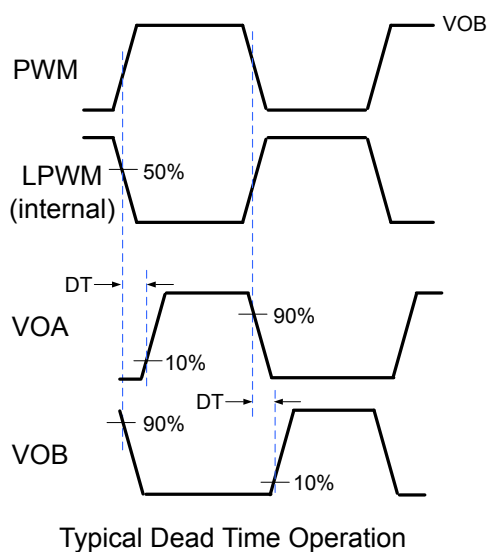 VOB
PWM
LPWM
(internal)
50%
DT
VOA
90%
10%
DT
90%
VOB
10%
Typical Dead Time Operation